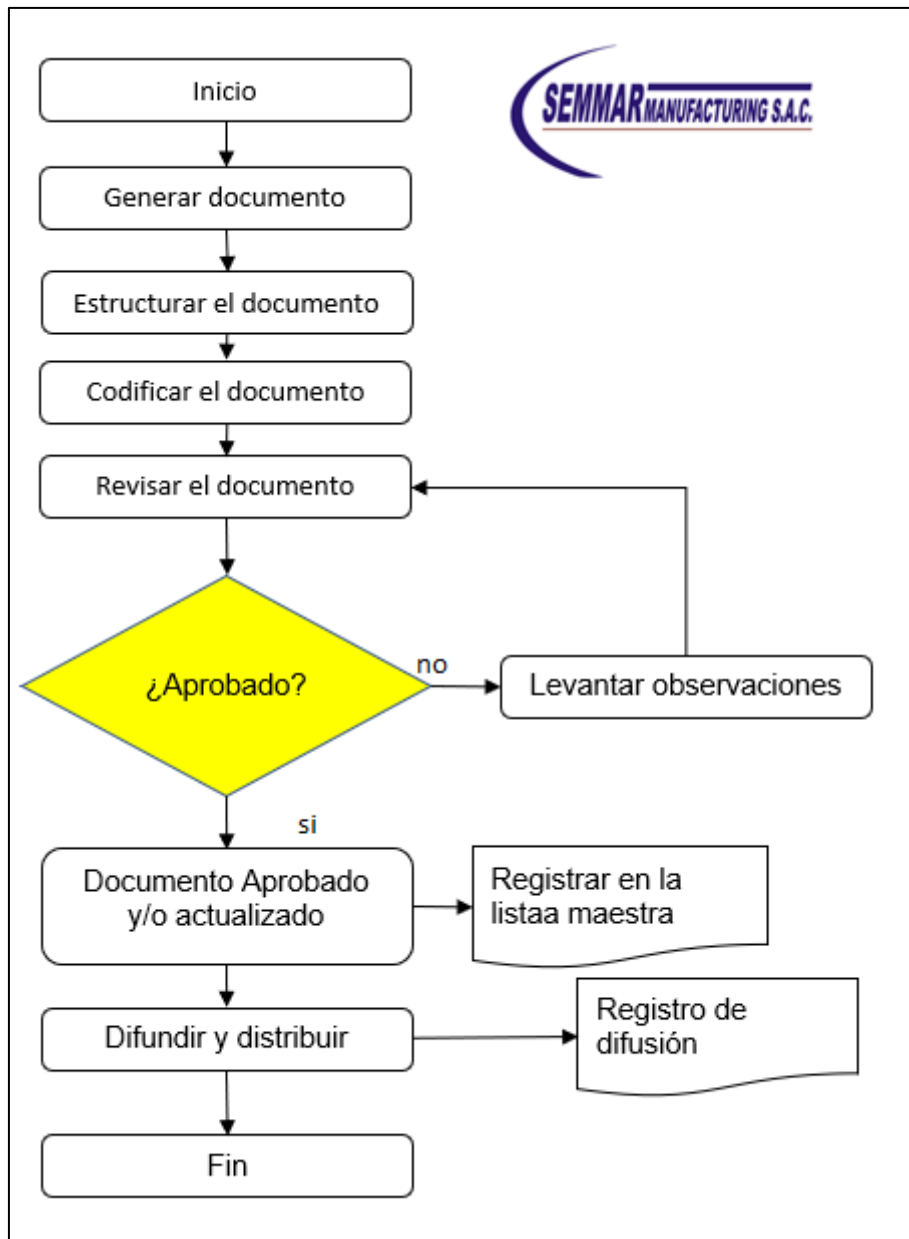 Inicio
SEMMAR MANUFACTURING S.A.C.
Generar documento
Estructurar el documento
Codificar el documento
Revisar el documento
¿Aprobado?
no
Levantar observaciones
si
Documento Aprobado
y/o actualizado
Registrar en la
listaa maestra
Difundir y distribuir
Registro de
difusión
Fin